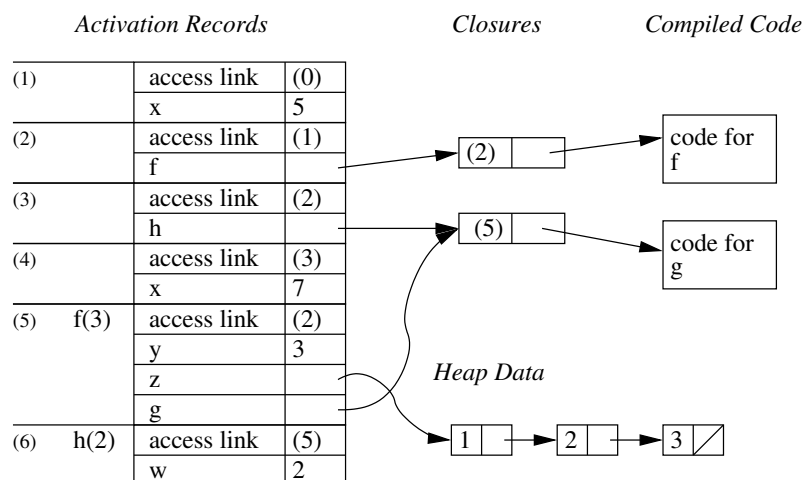 Activation Records Closures Compiled Code
(1) access link (0)
x 5
(2) access link (1)
f
(2)
code for
f
(3) access link (2)
h
(5)
code for
g
(4) access link (3)
x 7
(5) f(3) access link (2)
y 3
z
g
Heap Data
1 2 3
(6) h(2) access link (5)
w 2